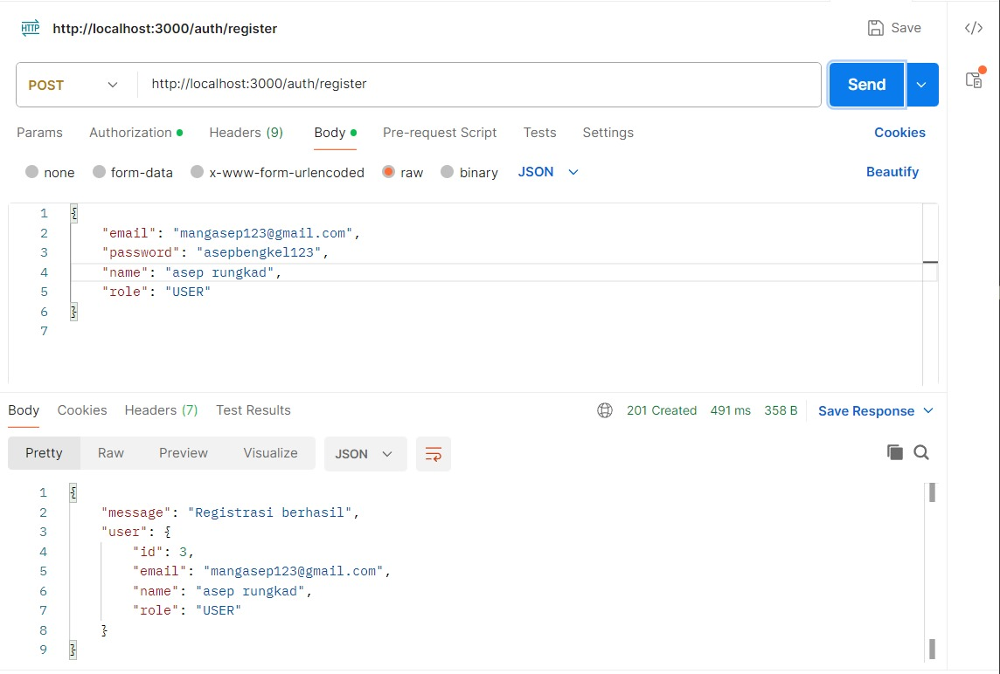 HTTP http://localhost:3000/auth/register Save
POST http://localhost:3000/auth/register Send
Params Authorization Headers (9) Body Pre-request Script Tests Settings Cookies
none form-data x-www-form-urlencoded raw binary JSON Beautify
1 {
2 "email": "mangasep123@gmail.com",
3 "password": "asepbengkel123",
4 "name": "asep rungkad",
5 "role": "USER"
6 }
7
Body Cookies Headers (7) Test Results 201 Created 491 ms 358 B Save Response
Pretty Raw Preview Visualize JSON
1 {
2 "message": "Registrasi berhasil",
3 "user": {
4 "id": 3,
5 "email": "mangasep123@gmail.com",
6 "name": "asep rungkad",
7 "role": "USER"
8 }
9 }